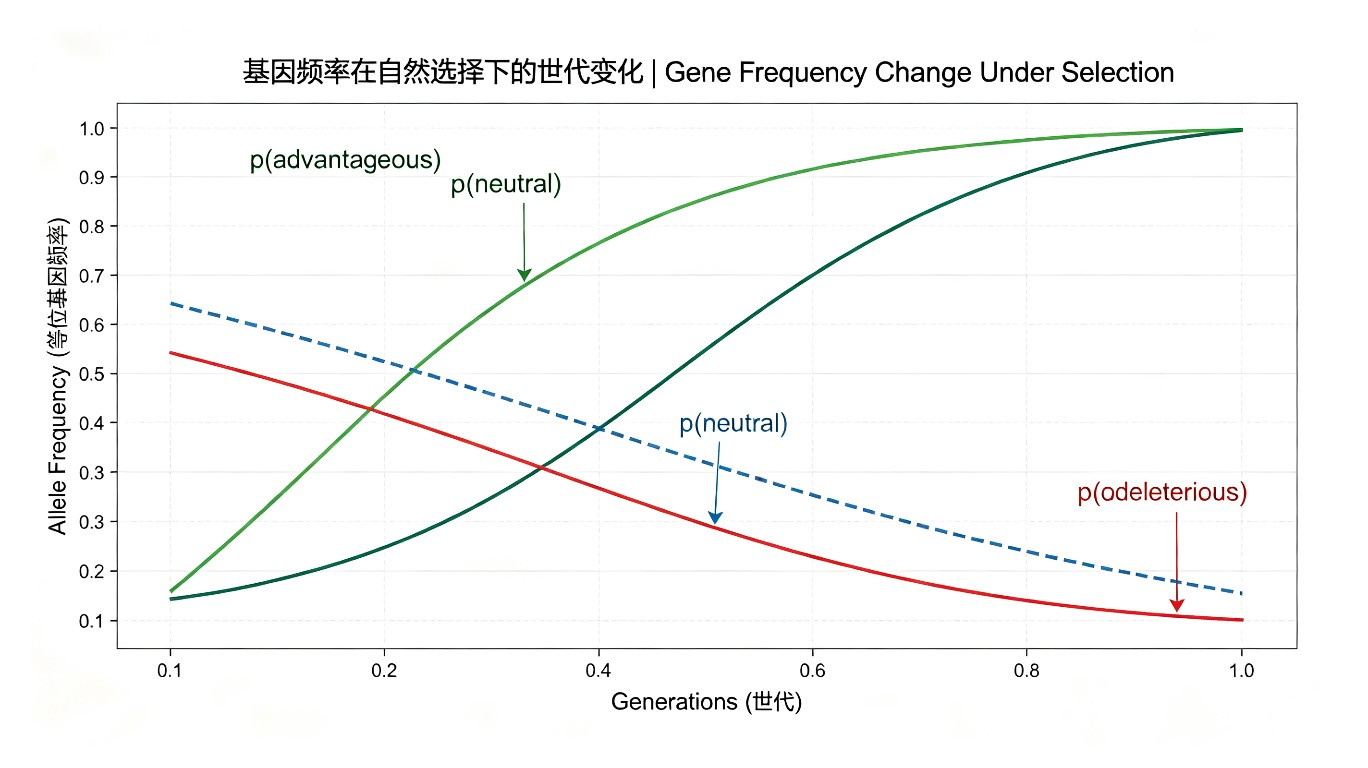 基因频率在自然选择下的世代变化 | Gene Frequency Change Under Selection
Allele Frequency (等位基因频率)
1.0
0.9
0.8
0.7
0.6
0.5
0.4
0.3
0.3
0.2
0.1
p(advantageous)
p(neutral)
p(neutral)
p(odeleterious)
0.1 0.2 0.4 0.6 0.8 1.0
Generations (世代)